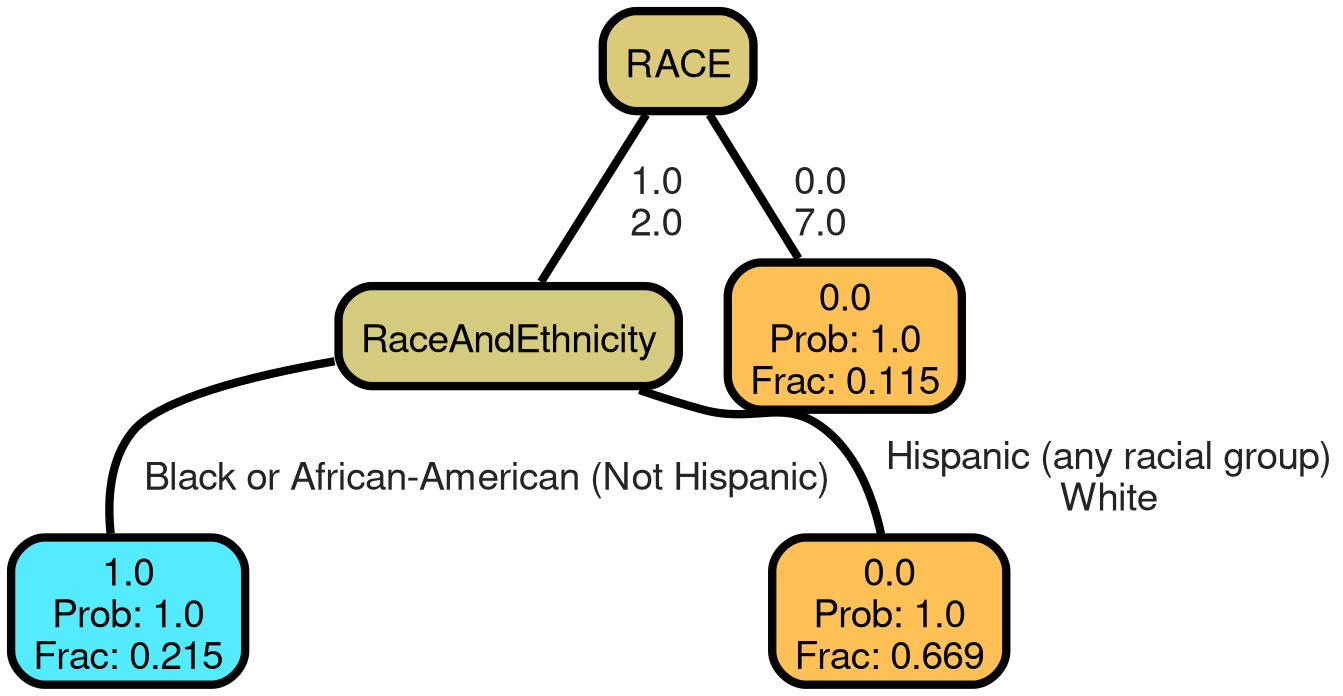 RACE
1.0
2.0
0.0
7.0
RaceAndEthnicity
0.0
Prob: 1.0
Frac: 0.115
Black or African-American (Not Hispanic)
Hispanic (any racial group)
White
1.0
Prob: 1.0
Frac: 0.215
0.0
Prob: 1.0
Frac: 0.669